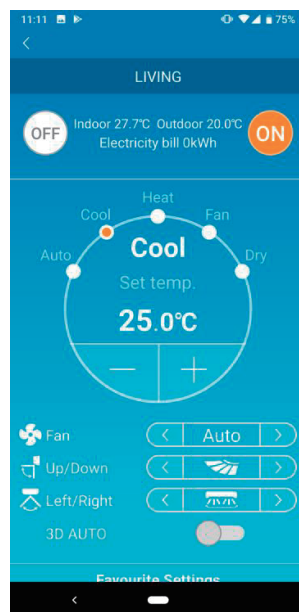 11:11 75%
LIVING
OFF Indoor 27.7℃ Outdoor 20.0℃ ON
Electricity bill 0kWh
Heat
Cool Fan
Auto Cool Dry
Set temp.
25.0℃
Fan Auto
Up/Down
Left/Right
3D AUTO
Favourite Settings